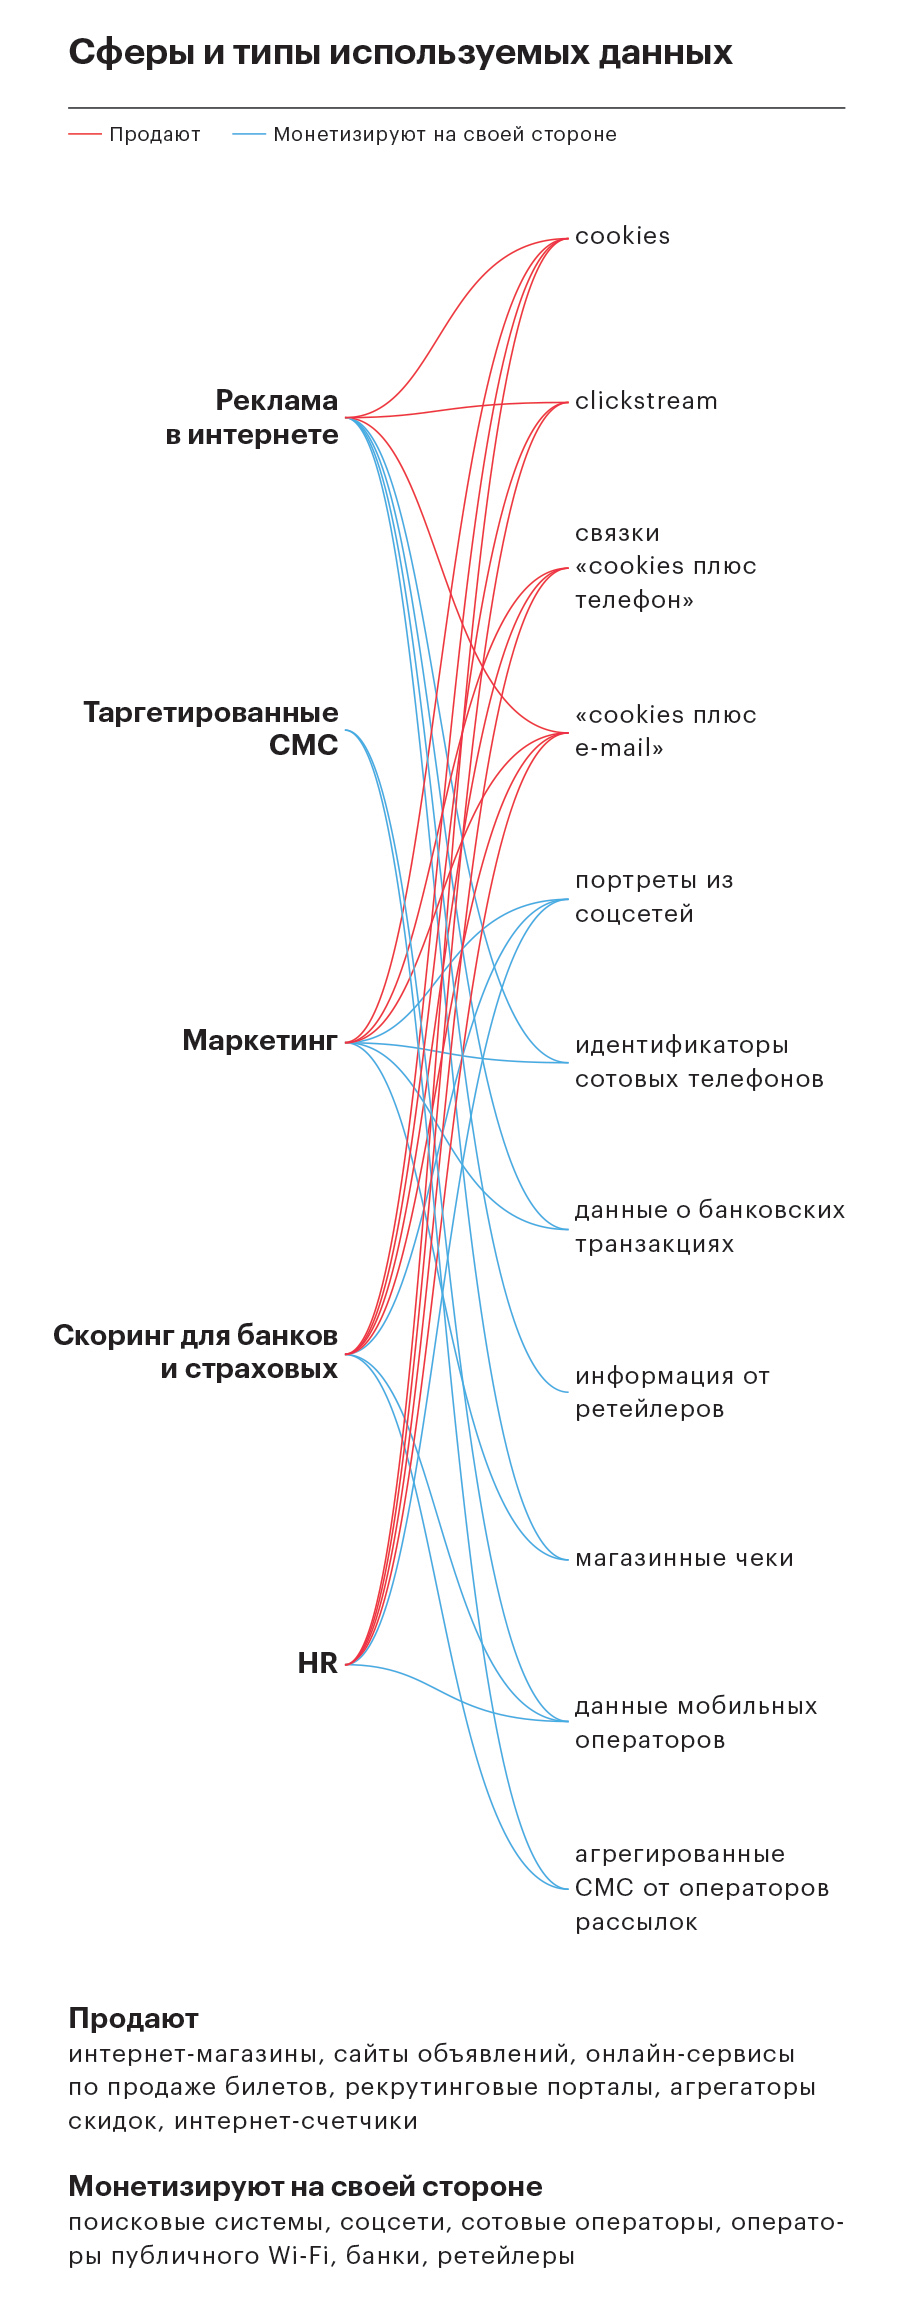 Сферы и типы используемых данных
Продают
Монетизируют на своей стороне
cookies
Реклама
в интернете
clickstream
связки
«cookies плюс
телефон»
Таргетированные
СМС
«cookies плюс
e-mail»
портреты из
соцсетей
Маркетинг
идентификаторы
сотовых телефонов
данные о банковских
транзакциях
Скоринг для банков
и страховых
информация от
ретейлеров
магазинные чеки
HR
данные мобильных
операторов
агрегированные
СМС от операторов
рассылок
Продают
интернет-магазины, сайты объявлений, онлайн-сервисы
по продаже билетов, рекрутинговые порталы, агрегаторы
скидок, интернет-счетчики
Монетизируют на своей стороне
поисковые системы, соцсети, сотовые операторы, операто-
ры публичного Wi-Fi, банки, ретейлеры